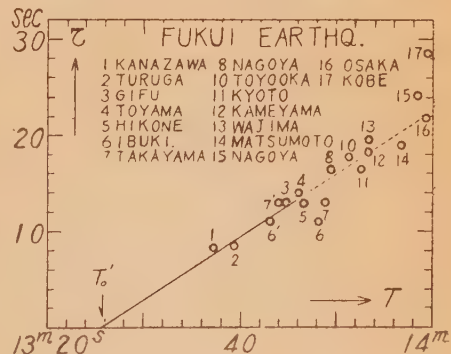 sec
τ
FUKUI EARTHQ.
30
1 KANAZAWA 8 NAGOYA 16 OSAKA
2 TURUGA 10 TOYOOKA 17 KOBE
3 GIFU 11 KYOTO
4 TOYAMA 12 KAMEYAMA
5 HIKONE 13 WAJIMA
6 IBUKI. 14 MATSUMOTO
7 TAKAYAMA 15 NAGOYA
17
15
16
20
13
12
14
10
8
11
4
3
7
5
7
6
6'
10
1
2
T₀'
T
13ᵐ20ˢ 40 14ᵐ